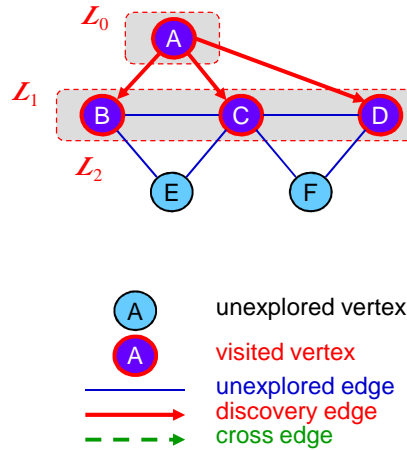 L0
A
L1
B C D
L2
E F
A unexplored vertex
A visited vertex
unexplored edge
discovery edge
cross edge